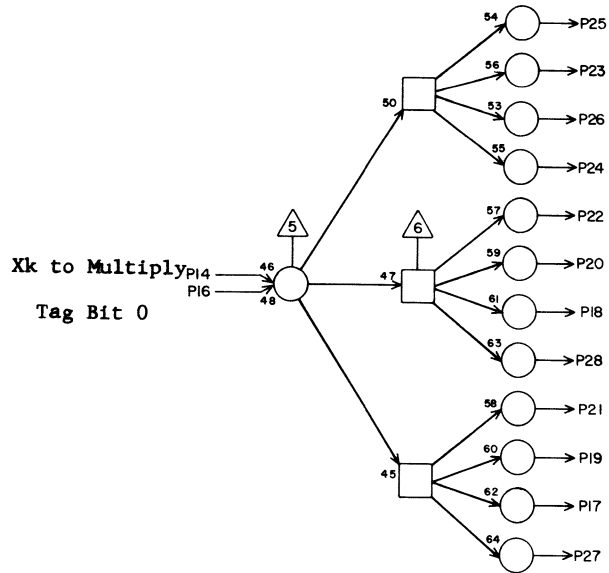 54
P25
56
P23
50
53
P26
55
P24
5
6
57
P22
Xk to Multiply
P14
46
47
59
P20
P16
48
61
P18
Tag Bit 0
63
P28
58
P21
60
P19
45
62
P17
64
P27